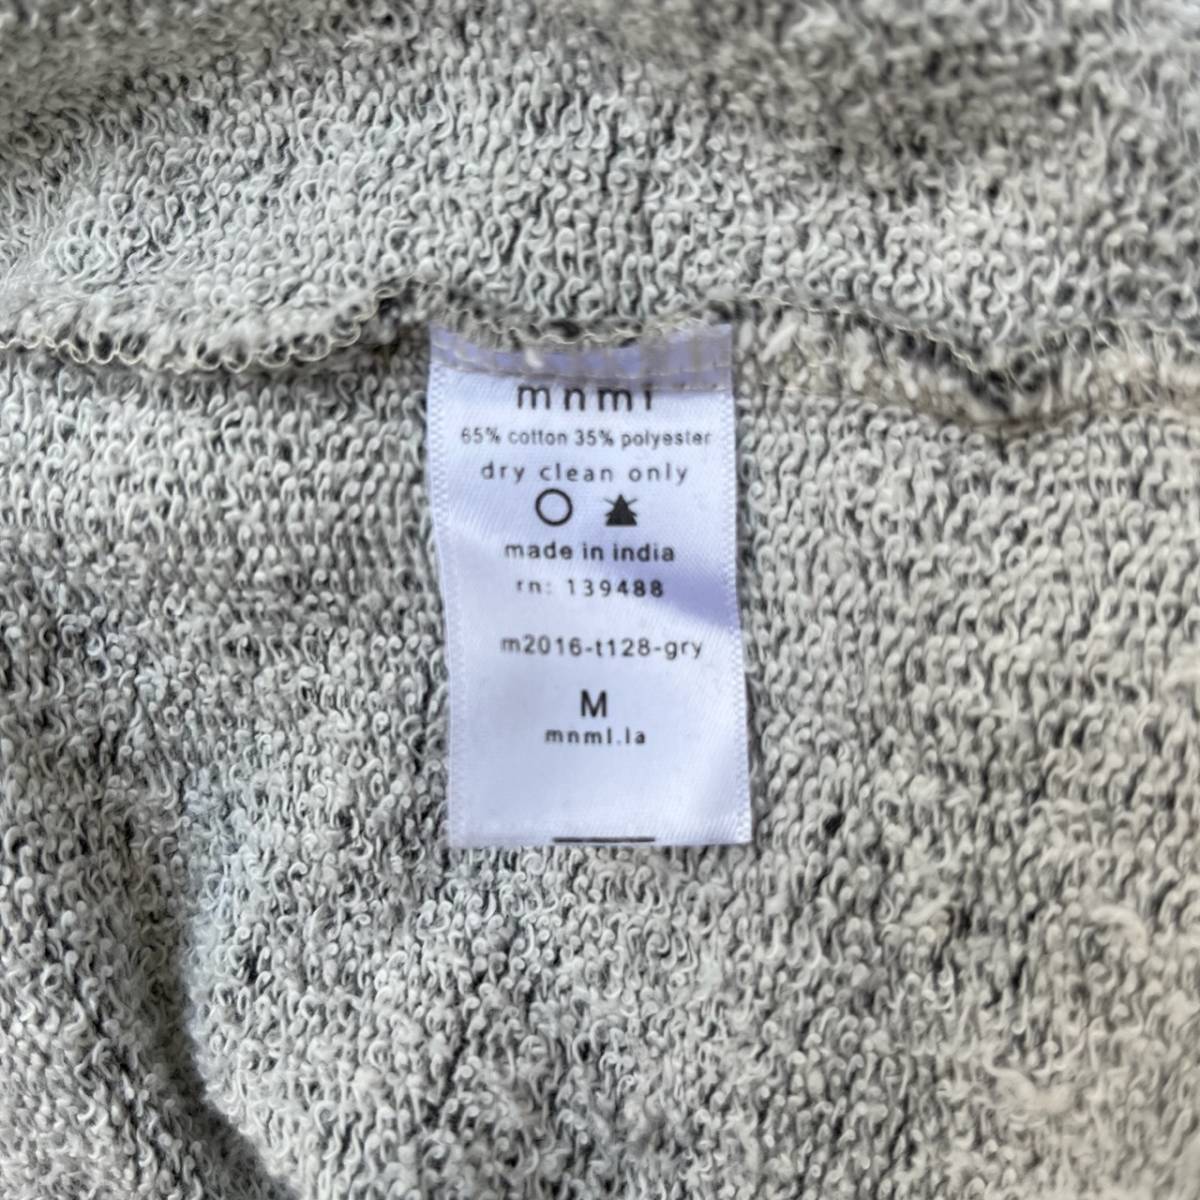 mnml
65% cotton 35% polyester
dry clean only
made in india
rn: 139488
m2016-t128-gry
M
mnml.la